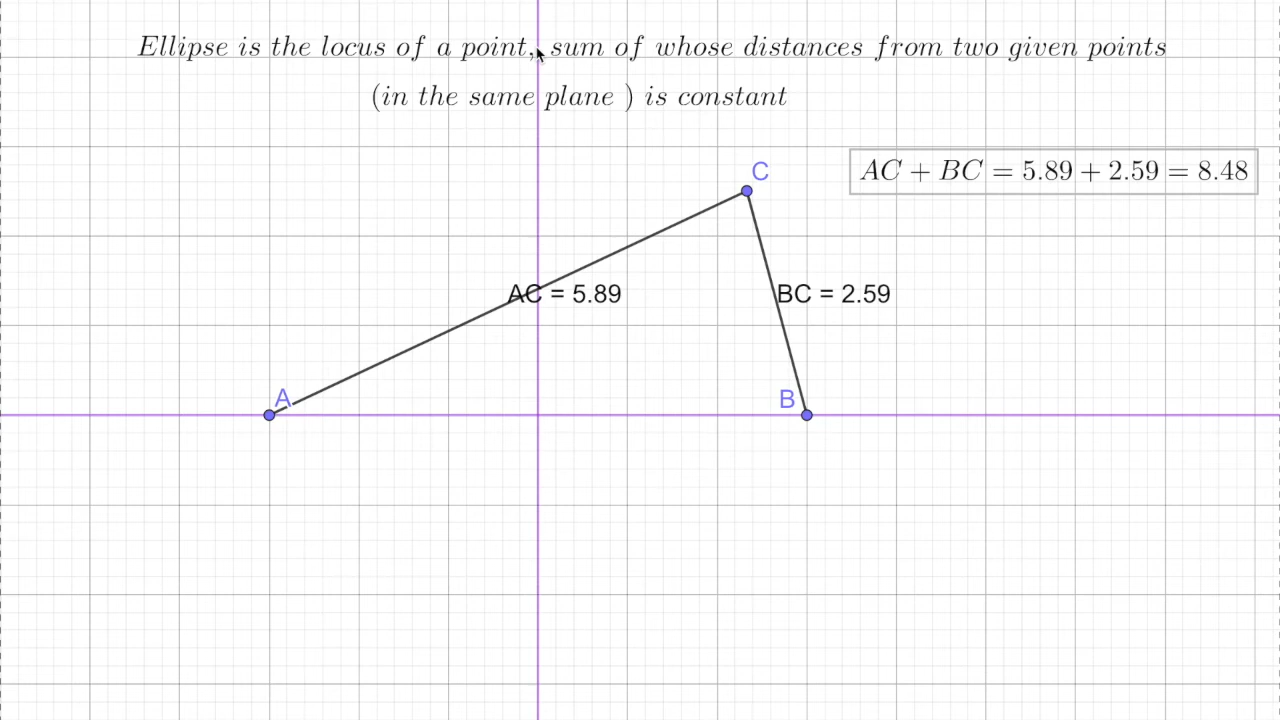 Ellipse is the locus of a point, sum of whose distances from two given points
(in the same plane ) is constant
C
AC + BC = 5.89 + 2.59 = 8.48
AC = 5.89
BC = 2.59
A
B